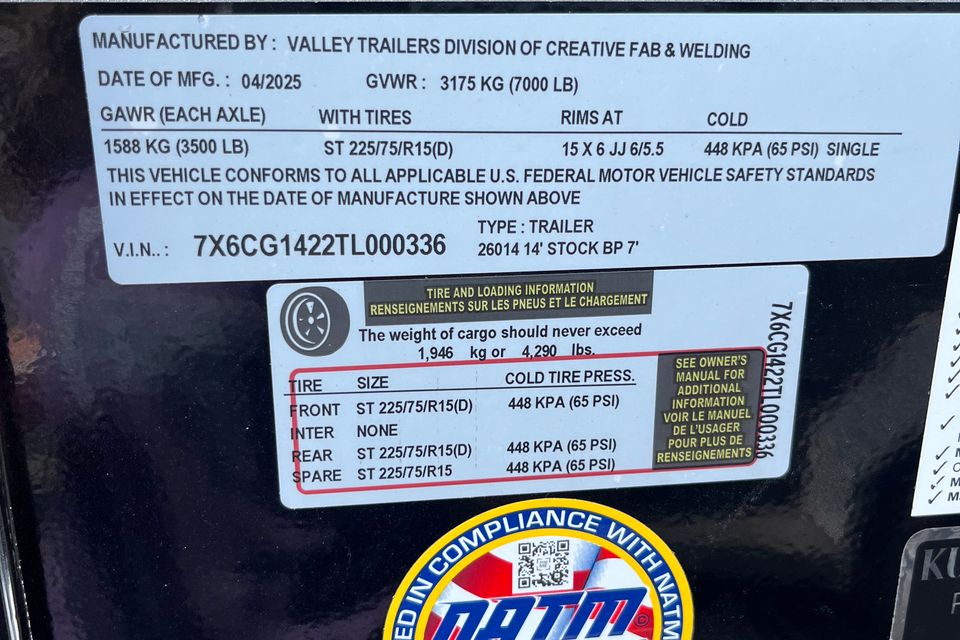 MANUFACTURED BY : VALLEY TRAILERS DIVISION OF CREATIVE FAB & WELDING
DATE OF MFG. : 04/2025 GVWR : 3175 KG (7000 LB)
GAWR (EACH AXLE) WITH TIRES RIMS AT COLD
1588 KG (3500 LB) ST 225/75/R15(D) 15 X 6 JJ 6/5.5 448 KPA (65 PSI) SINGLE
THIS VEHICLE CONFORMS TO ALL APPLICABLE U.S. FEDERAL MOTOR VEHICLE SAFETY STANDARDS
IN EFFECT ON THE DATE OF MANUFACTURE SHOWN ABOVE
V.I.N.. : 7X6CG1422TL000336
TYPE : TRAILER
26014 14' STOCK BP 7'
TIRE AND LOADING INFORMATION
RENSEIGNEMENTS SUR LES PNEUS ET LE CHARGEMENT
The weight of cargo should never exceed
1,946 kg or 4,290 lbs.
TIRE SIZE COLD TIRE PRESS.
FRONT ST 225/75/R15(D) 448 KPA (65 PSI)
INTER NONE
REAR ST 225/75/R15(D) 448 KPA (65 PSI)
SPARE ST 225/75/R15 448 KPA (65 PSI)
SEE OWNER'S
MANUAL FOR
ADDITIONAL
INFORMATION
VOIR LE MANUEL
DE L'USAGER
POUR PLUS DE
RENSEIGNEMENTS
7X6CG1422TL000336
ED IN COMPLIANCE WITH NATM
NATM